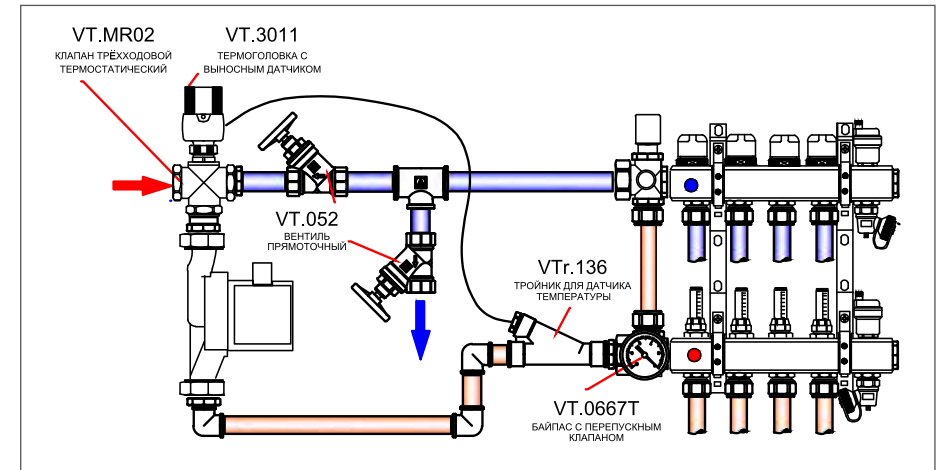 VT.MR02
КЛАПАН ТРЁХХОДОВОЙ
ТЕРМОСТАТИЧЕСКИЙ
VT.3011
ТЕРМОГОЛОВКА С
ВЫНОСНЫМ ДАТЧИКОМ
VT.052
ВЕНТИЛЬ
ПРЯМОТОЧНЫЙ
VTr.136
ТРОЙНИК ДЛЯ ДАТЧИКА
ТЕМПЕРАТУРЫ
VT.0667T
БАЙПАС С ПЕРЕПУСКНЫМ
КЛАПАНОМ